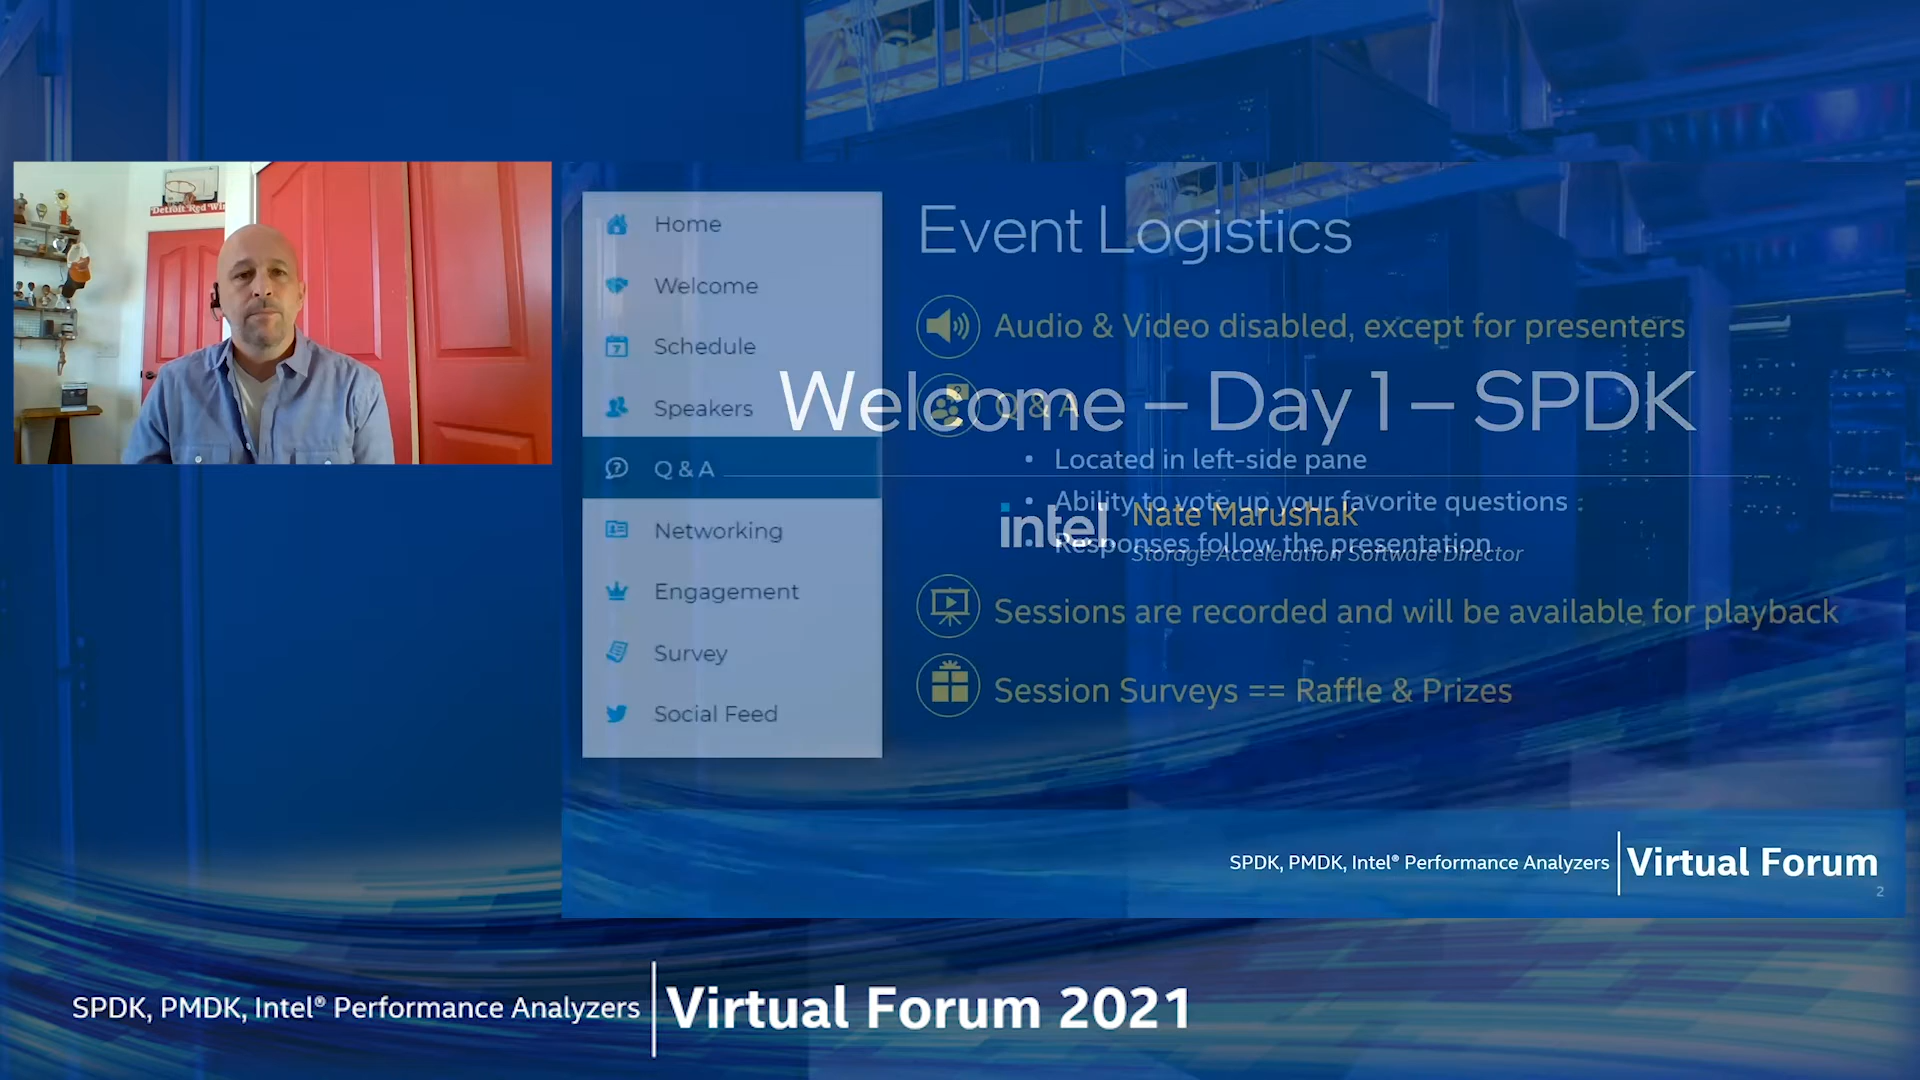 Detroit Red Wi
Home
Welcome
Schedule
Speakers
Q & A
Networking
Engagement
Survey
Social Feed
Event Logistics
Audio & Video disabled, except for presenters
Q & A
• Located in left-side pane
• Ability to vote up your favorite questions
• Responses follow the presentation
Sessions are recorded and will be available for playback
Session Surveys == Raffle & Prizes
Welcome – Day 1 – SPDK
intel.
Nate Marushak
Storage Acceleration Software Director
SPDK, PMDK, Intel® Performance Analyzers | Virtual Forum
2
SPDK, PMDK, Intel® Performance Analyzers | Virtual Forum 2021